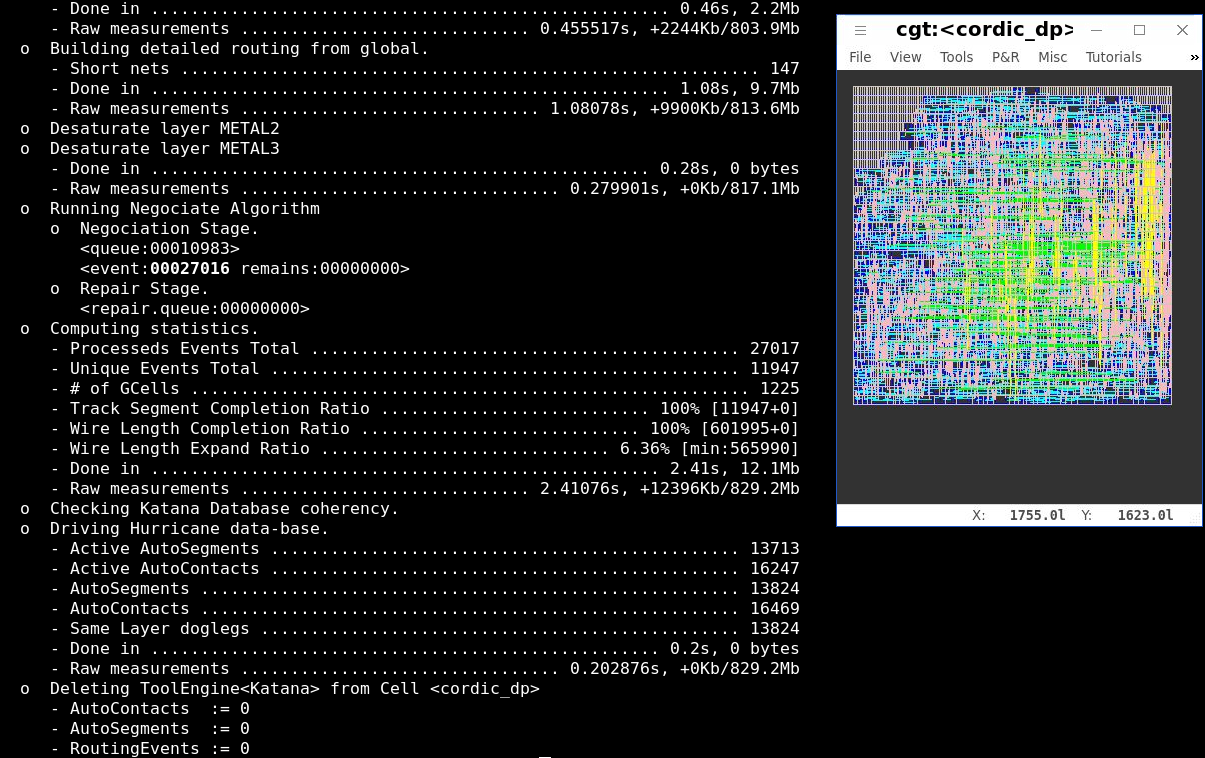 - Done in .................................................... 0.46s, 2.2Mb
- Raw measurements ............................. 0.455517s, +2244Kb/803.9Mb
o  Building detailed routing from global.
- Short nets ........................................................... 147
- Done in .................................................... 1.08s, 9.7Mb
- Raw measurements .............................. 1.08078s, +9900Kb/813.6Mb
o  Desaturate layer METAL2
o  Desaturate layer METAL3
- Done in .................................................. 0.28s, 0 bytes
- Raw measurements ................................ 0.279901s, +0Kb/817.1Mb
o  Running Negociate Algorithm
o  Negociation Stage.
<queue:00010983>
<event:00027016 remains:00000000>
o  Repair Stage.
<repair.queue:00000000>
o  Computing statistics.
- Processeds Events Total ........................................... 27017
- Unique Events Total ............................................... 11947
- # of GCells ........................................................ 1225
- Track Segment Completion Ratio ........................... 100% [11947+0]
- Wire Length Completion Ratio ............................ 100% [601995+0]
- Wire Length Expand Ratio ............................. 6.36% [min:565990]
- Done in ................................................... 2.41s, 12.1Mb
- Raw measurements ............................. 2.41076s, +12396Kb/829.2Mb
o  Checking Katana Database coherency.
o  Driving Hurricane data-base.
- Active AutoSegments ............................................... 13713
- Active AutoContacts ............................................... 16247
- AutoSegments ...................................................... 13824
- AutoContacts ...................................................... 16469
- Same Layer doglegs ................................................ 13824
- Done in ................................................... 0.2s, 0 bytes
- Raw measurements ................................ 0.202876s, +0Kb/829.2Mb
o  Deleting ToolEngine<Katana> from Cell <cordic_dp>
- AutoContacts  := 0
- AutoSegments  := 0
- RoutingEvents := 0
cgt:<cordic_dp>
File View Tools P&R Misc Tutorials »
X: 1755.0l Y: 1623.0l